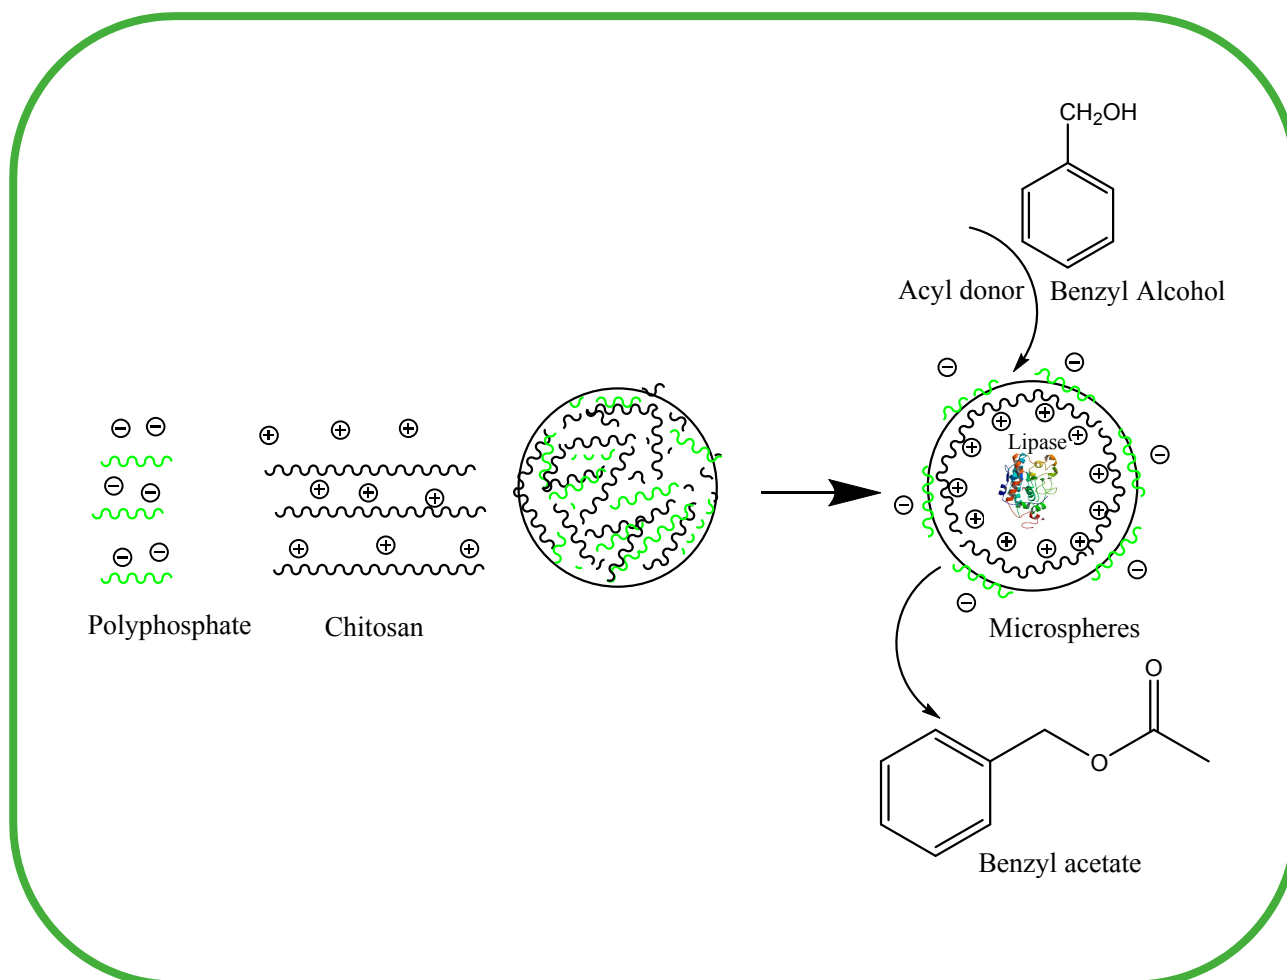 CH₂OH
Acyl donor
Benzyl Alcohol
Lipase
Polyphosphate
Chitosan
Microspheres
O
O
Benzyl acetate